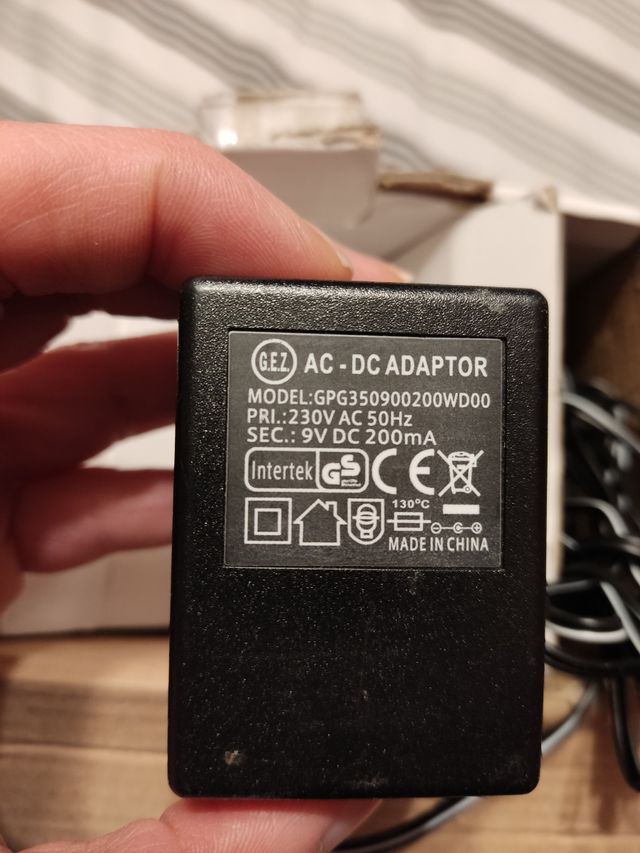 G.E.Z. AC - DC ADAPTOR
MODEL:GPG350900200WD00
PRI.:230V AC 50Hz
SEC.: 9V DC 200mA
Intertek GS CE
130°C
MADE IN CHINA